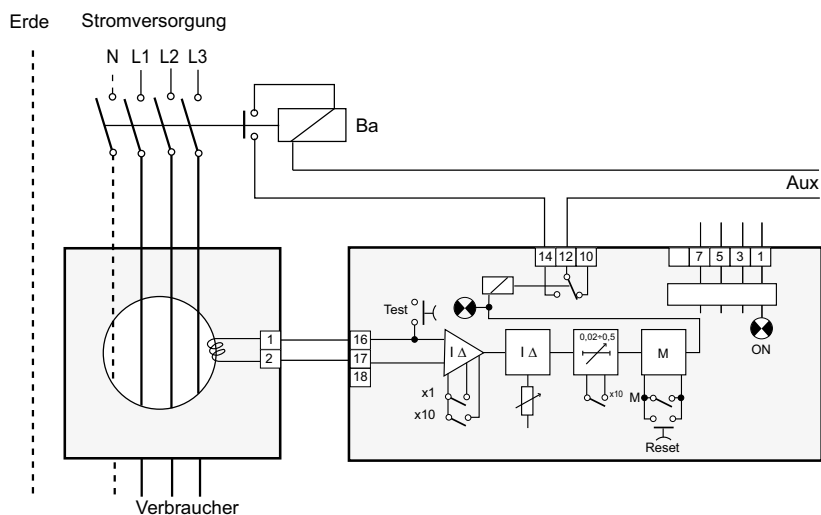 Erde Stromversorgung
N L1 L2 L3
Ba
Aux
14 12 10 7 5 3 1
Test
1 16
2 17
18
I Δ I Δ 0,02÷0,5 M ON
x1 x10 M
x10
Reset
Verbraucher